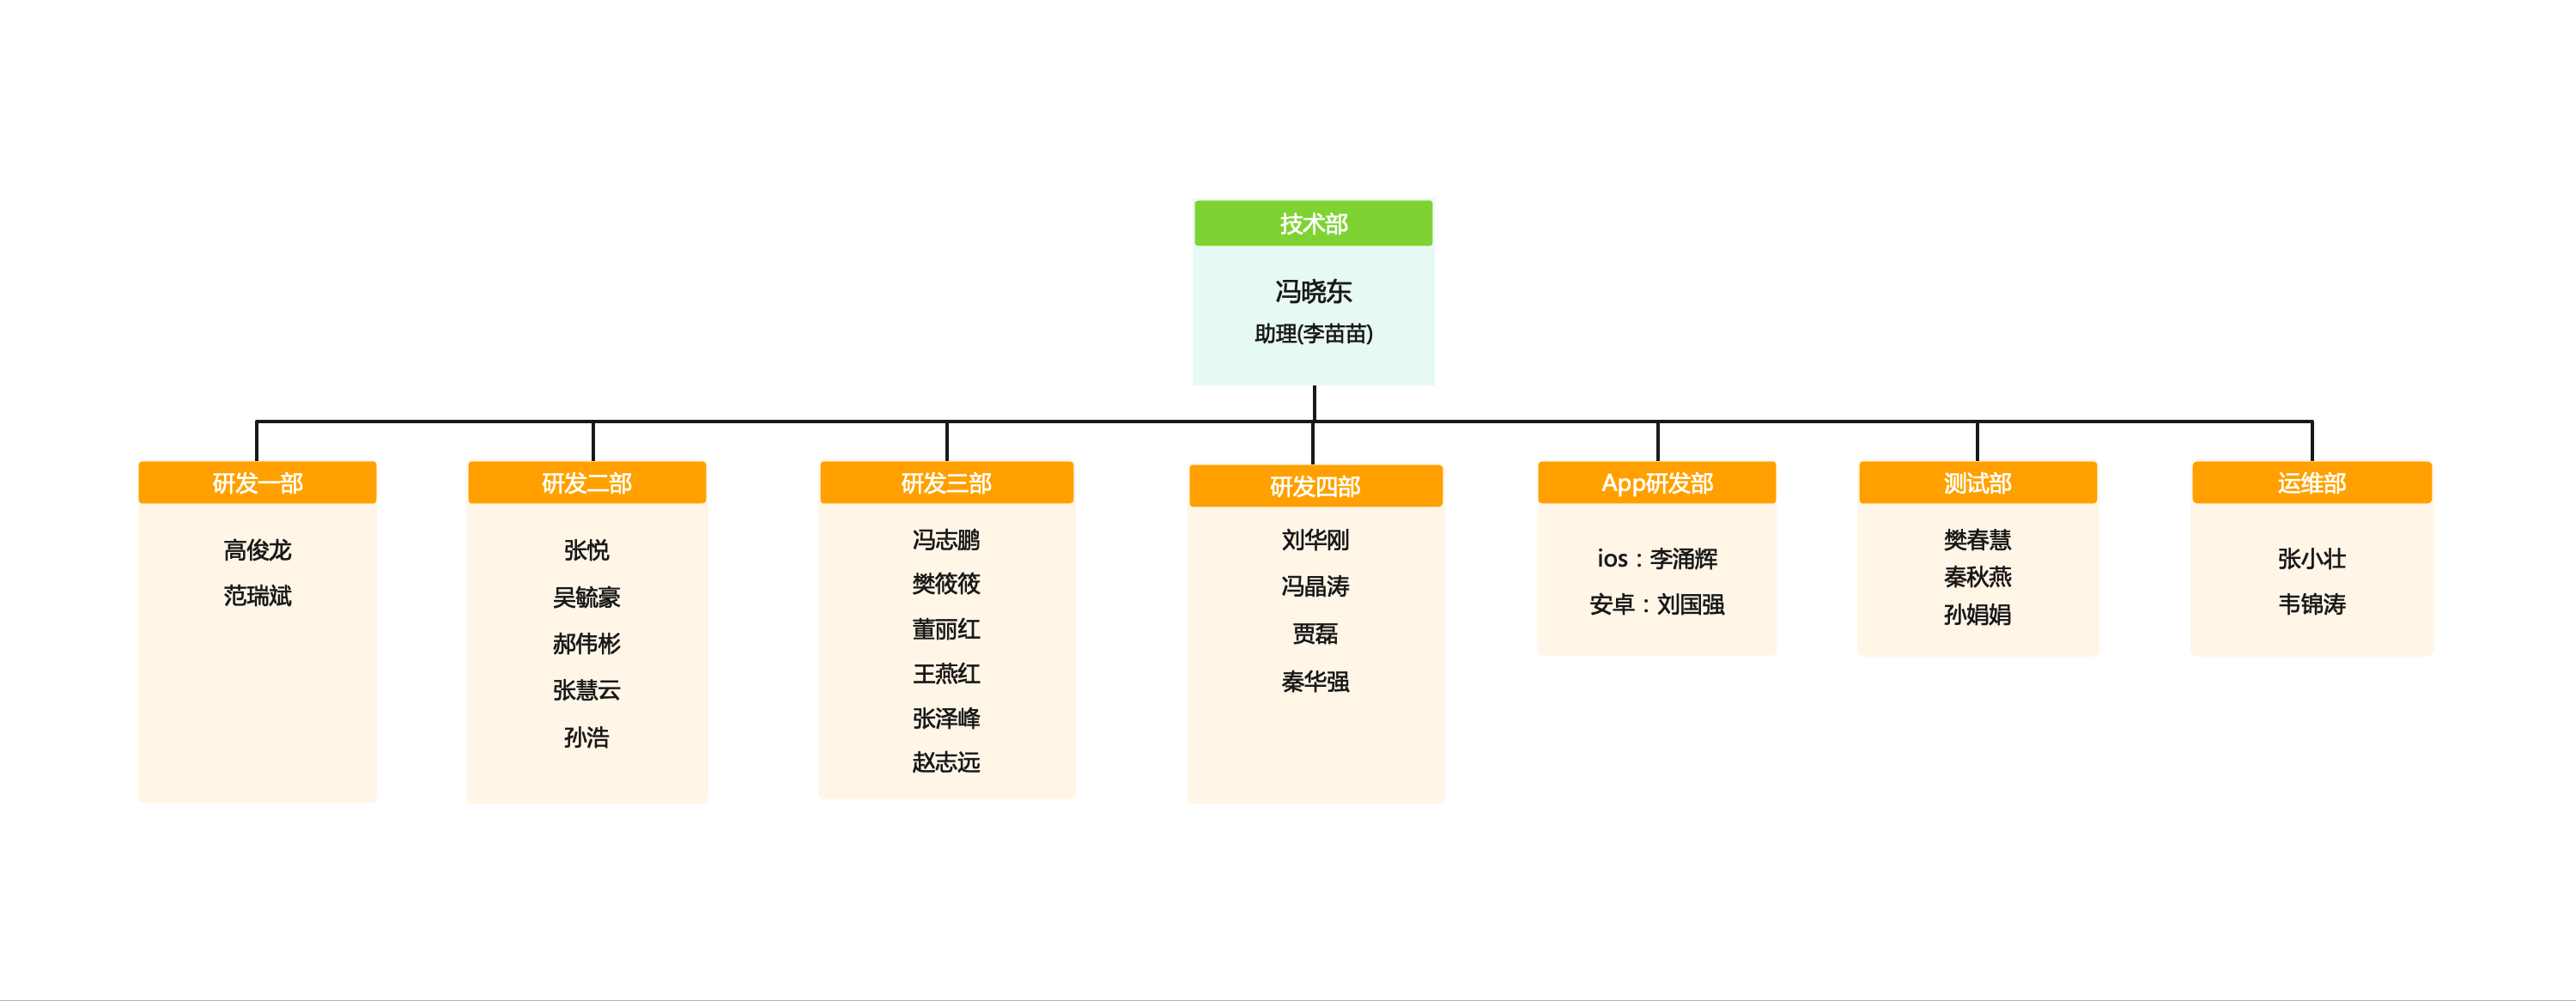 技术部
冯晓东
助理(李苗苗)
研发一部
高俊龙
范瑞斌
研发二部
张悦
吴毓豪
郝伟彬
张慧云
孙浩
研发三部
冯志鹏
樊筱筱
董丽红
王燕红
张泽峰
赵志远
研发四部
刘华刚
冯晶涛
贾磊
秦华强
App研发部
ios：李涌辉
安卓：刘国强
测试部
樊春慧
秦秋燕
孙娟娟
运维部
张小壮
韦锦涛